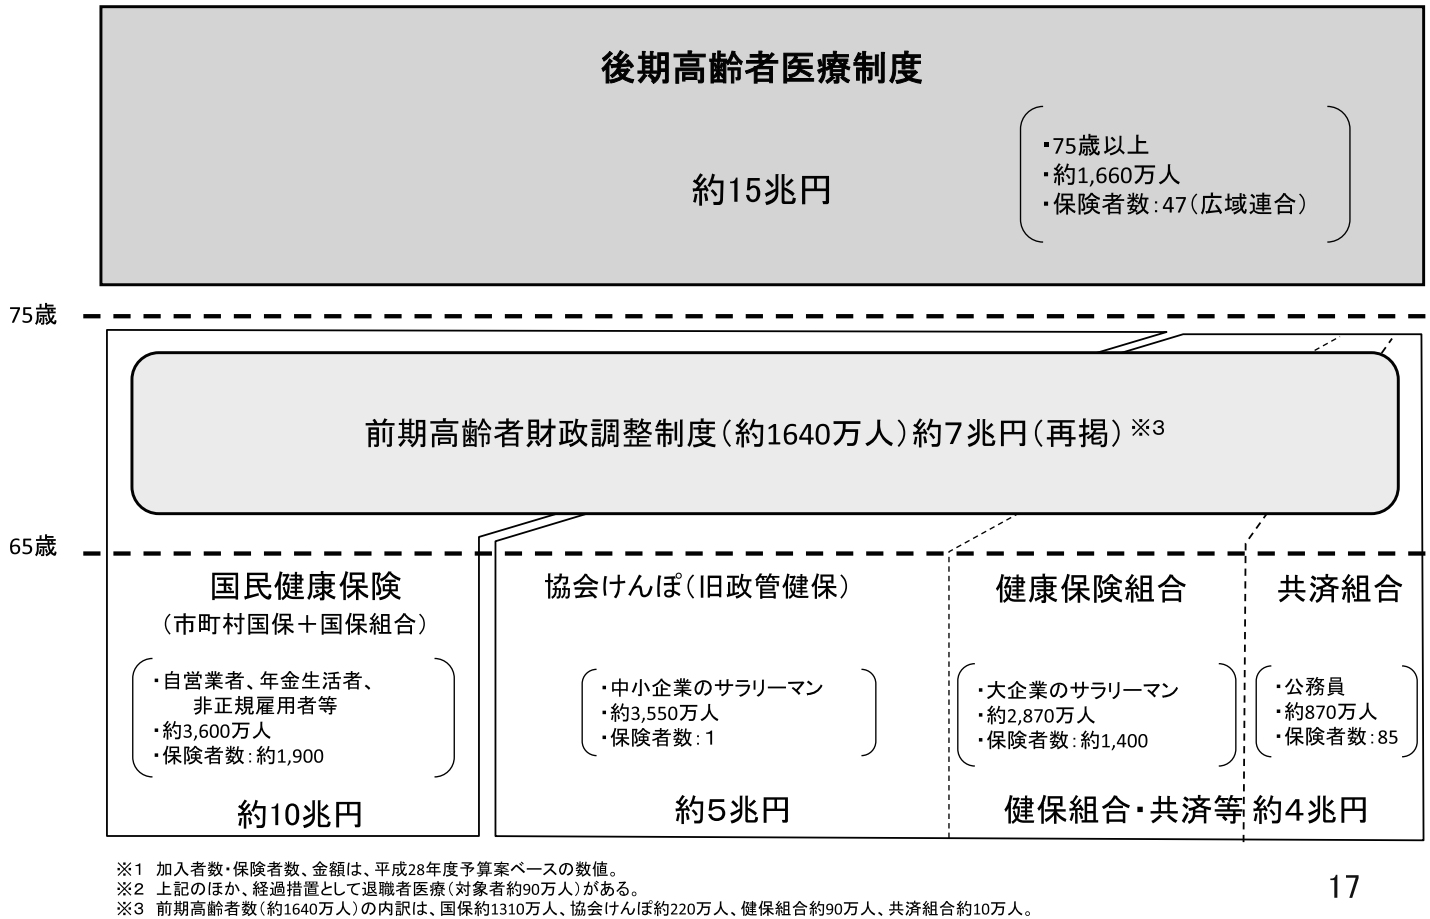 後期高齢者医療制度
約15兆円
・75歳以上
・約1,660万人
・保険者数：47（広域連合）
75歳
前期高齢者財政調整制度（約1640万人）約７兆円（再掲）※3
65歳
国民健康保険
（市町村国保＋国保組合）
・自営業者、年金生活者、
非正規雇用者等
・約3,600万人
・保険者数：約1,900
約10兆円
協会けんぽ（旧政管健保）
・中小企業のサラリーマン
・約3,550万人
・保険者数：１
約５兆円
健康保険組合
・大企業のサラリーマン
・約2,870万人
・保険者数：約1,400
共済組合
・公務員
・約870万人
・保険者数：85
健保組合・共済等 約４兆円
※１ 加入者数・保険者数、金額は、平成28年度予算案ベースの数値。
※２ 上記のほか、経過措置として退職者医療（対象者約90万人）がある。
※３ 前期高齢者数（約1640万人）の内訳は、国保約1310万人、協会けんぽ約220万人、健保組合約90万人、共済組合約10万人。
17